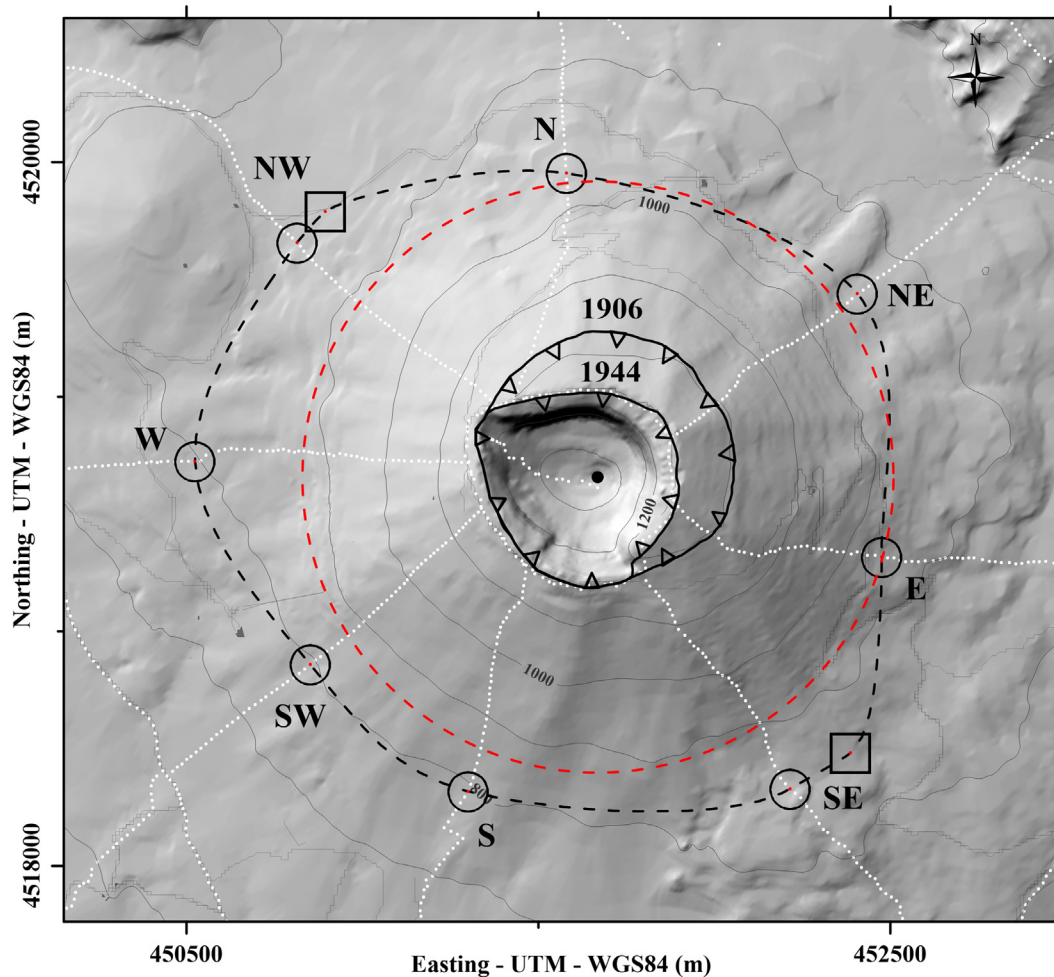 N
4520000
N
NW
1000
NE
1906
1944
W
Northing - UTM - WGS84 (m)
1200
E
1000
SW
SE
800
S
4518000
450500
452500
Easting - UTM - WGS84 (m)